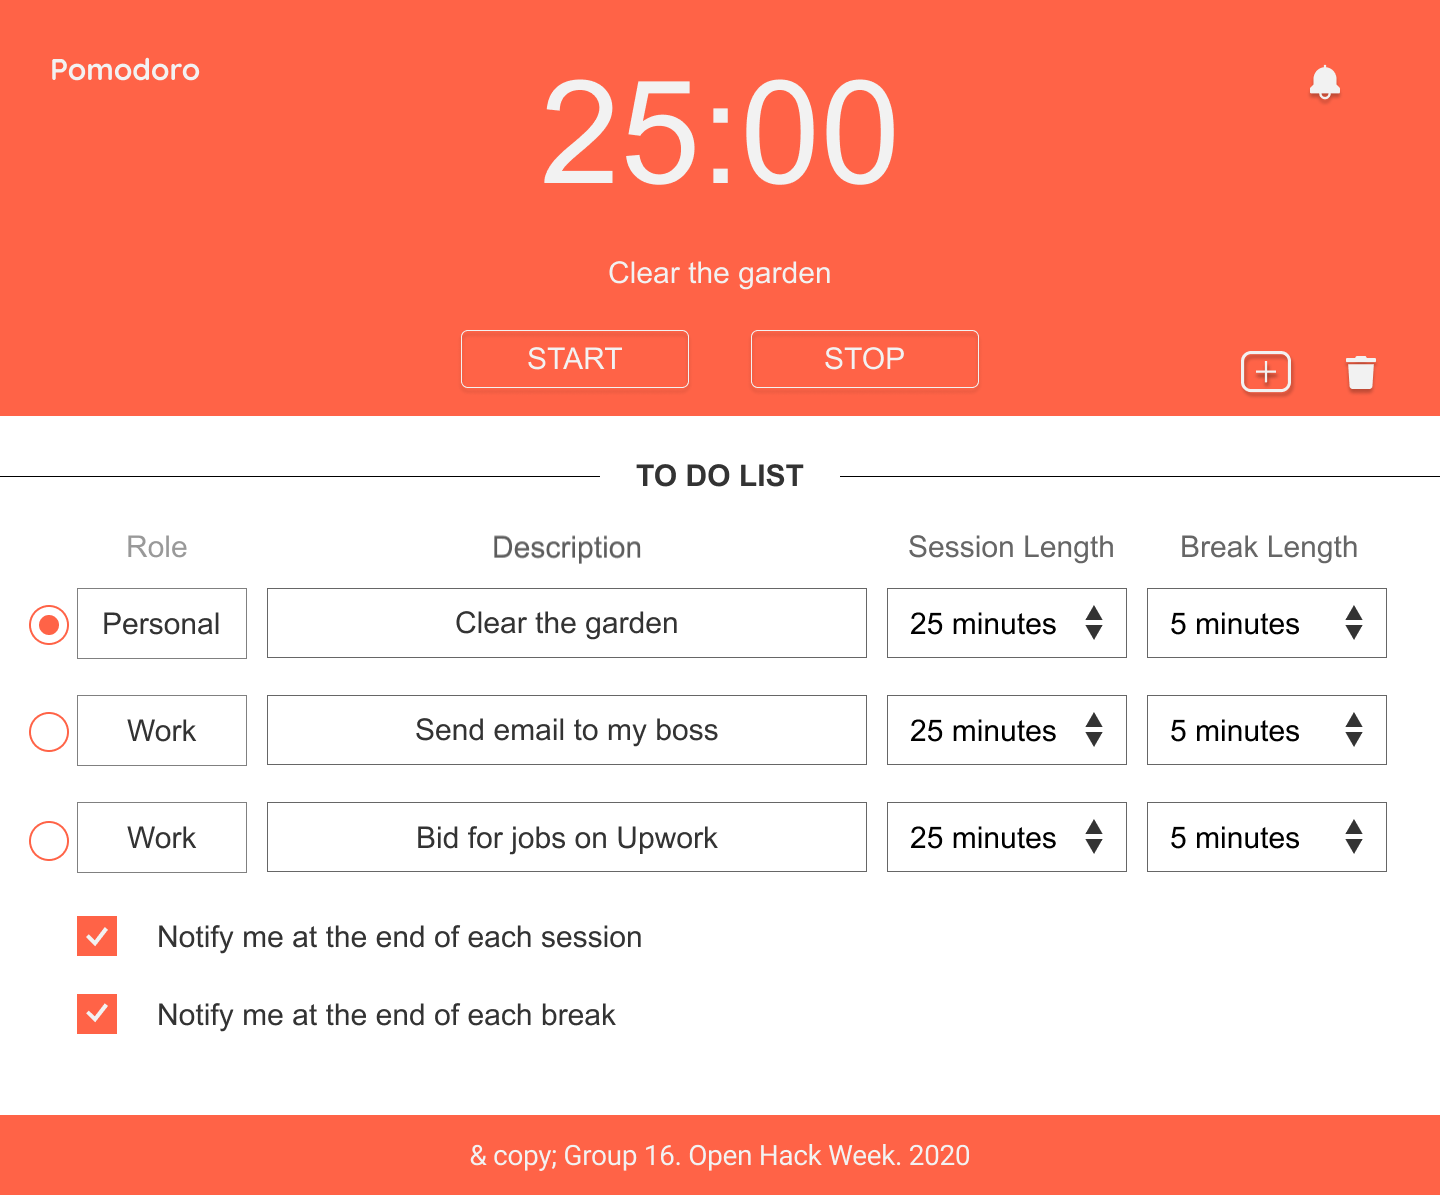 Pomodoro
25:00
Clear the garden
START STOP
TO DO LIST
Role Description Session Length Break Length
Personal Clear the garden 25 minutes 5 minutes
Work Send email to my boss 25 minutes 5 minutes
Work Bid for jobs on Upwork 25 minutes 5 minutes
Notify me at the end of each session
Notify me at the end of each break
& copy; Group 16. Open Hack Week. 2020